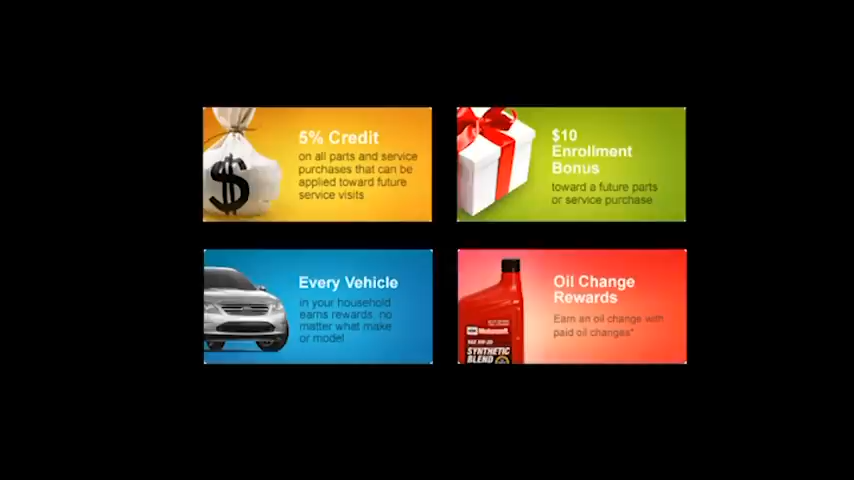 5% Credit
on all parts and service
purchases that can be
applied toward future
service visits
$10
Enrollment
Bonus
toward a future parts
or service purchase
Every Vehicle
in your household
earns rewards no
matter what make
or model
Oil Change
Rewards
Earn an oil change with
paid oil changes*
$
Motorcraft
SYNTHETIC
BLEND